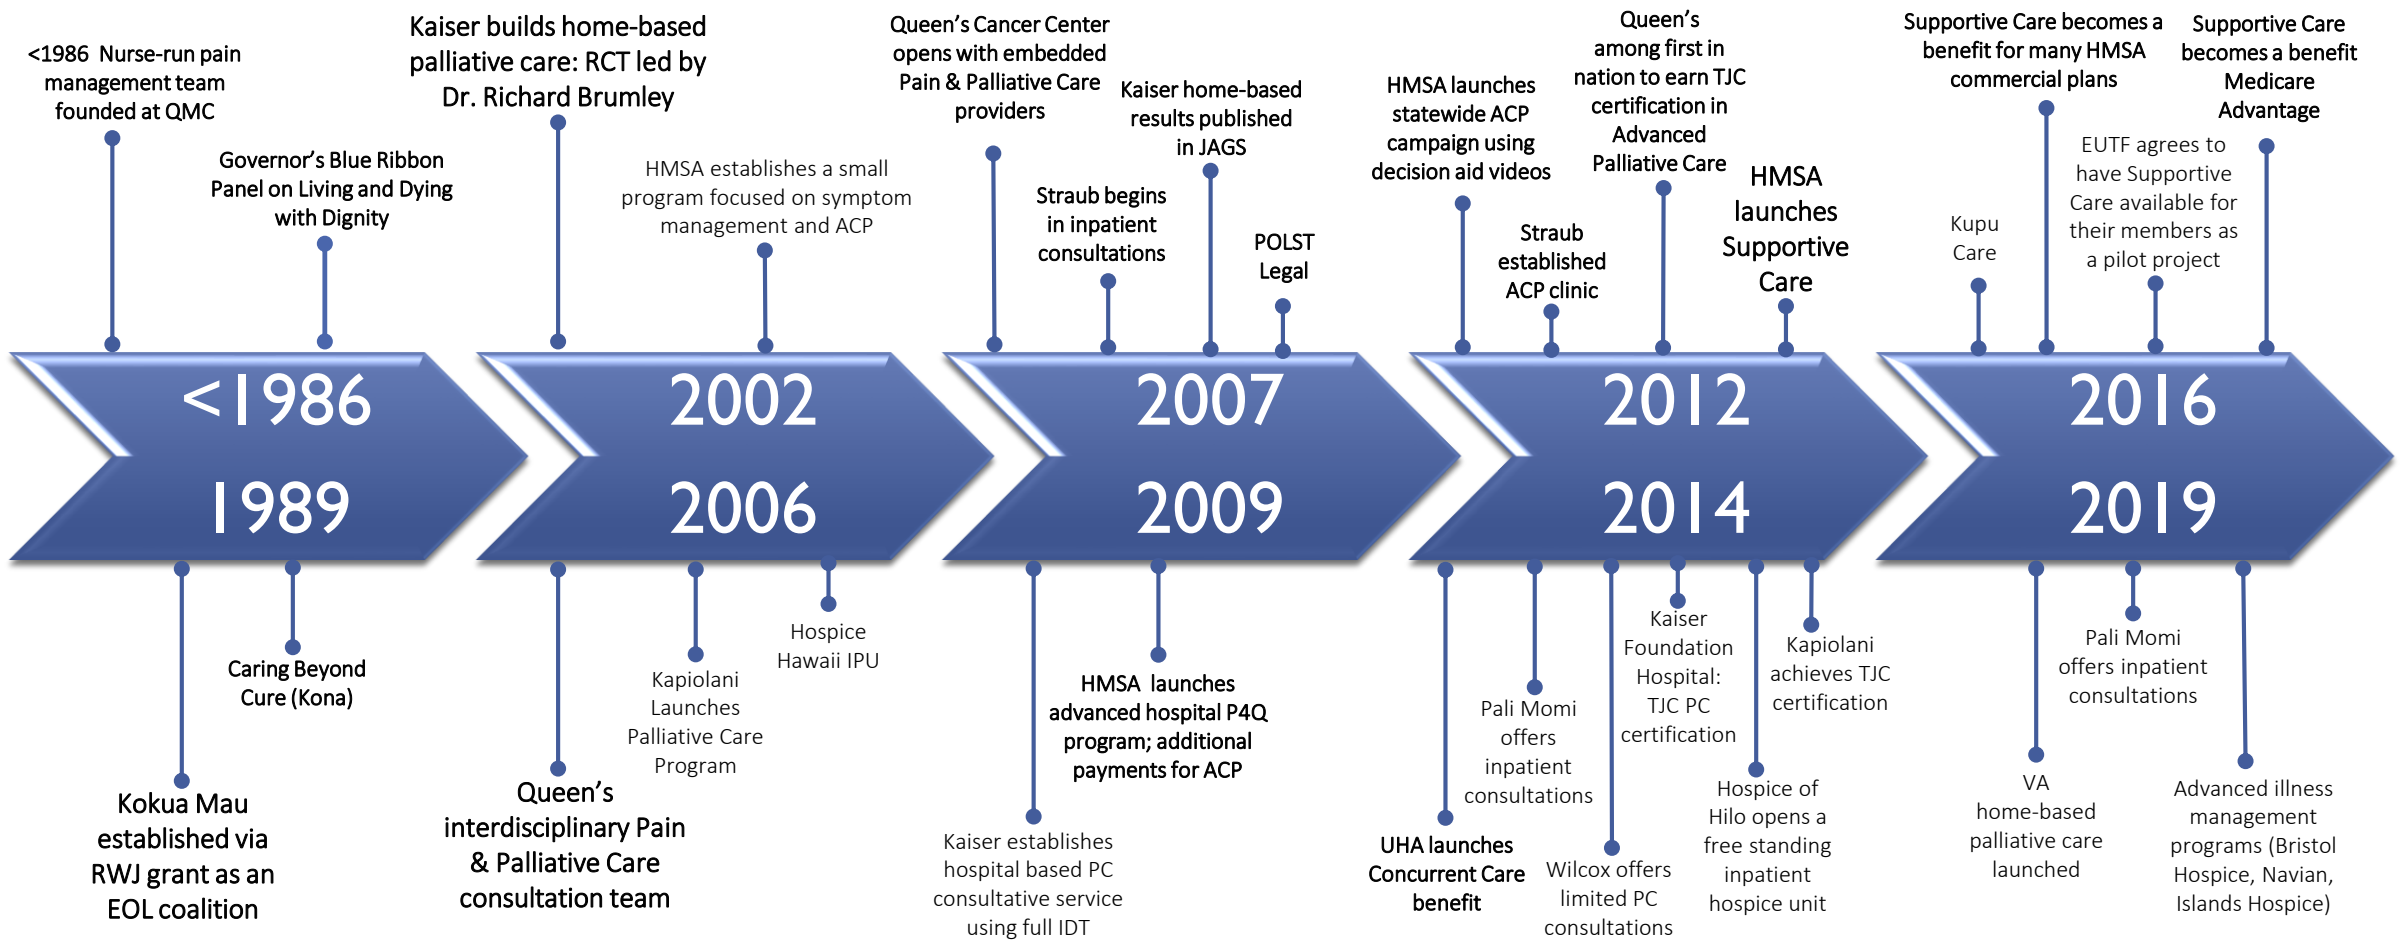 <1986  Nurse-run pain
management team
founded at QMC
Governor's Blue Ribbon
Panel on Living and Dying
with Dignity
Kaiser builds home-based
palliative care: RCT led by
Dr. Richard Brumley
HMSA establishes a small
program focused on symptom
management and ACP
Queen's Cancer Center
opens with embedded
Pain & Palliative Care
providers
Straub begins
in inpatient
consultations
Kaiser home-based
results published
in JAGS
POLST
Legal
HMSA launches
statewide ACP
campaign using
decision aid videos
Straub
established
ACP clinic
Queen's
among first in
nation to earn TJC
certification in
Advanced
Palliative Care
HMSA
launches
Supportive
Care
Kupu
Care
Supportive Care becomes a
benefit for many HMSA
commercial plans
EUTF agrees to
have Supportive
Care available for
their members as
a pilot project
Supportive Care
becomes a benefit
Medicare
Advantage
<1986
1989
2002
2006
2007
2009
2012
2014
2016
2019
Kokua Mau
established via
RWJ grant as an
EOL coalition
Caring Beyond
Cure (Kona)
Queen's
interdisciplinary Pain
& Palliative Care
consultation team
Kapiolani
Launches
Palliative Care
Program
Hospice
Hawaii IPU
Kaiser establishes
hospital based PC
consultative service
using full IDT
HMSA  launches
advanced hospital P4Q
program; additional
payments for ACP
UHA launches
Concurrent Care
benefit
Pali Momi
offers
inpatient
consultations
Wilcox offers
limited PC
consultations
Kaiser
Foundation
Hospital:
TJC PC
certification
Hospice of
Hilo opens a
free standing
inpatient
hospice unit
Kapiolani
achieves TJC
certification
VA
home-based
palliative care
launched
Pali Momi
offers inpatient
consultations
Advanced illness
management
programs (Bristol
Hospice, Navian,
Islands Hospice)